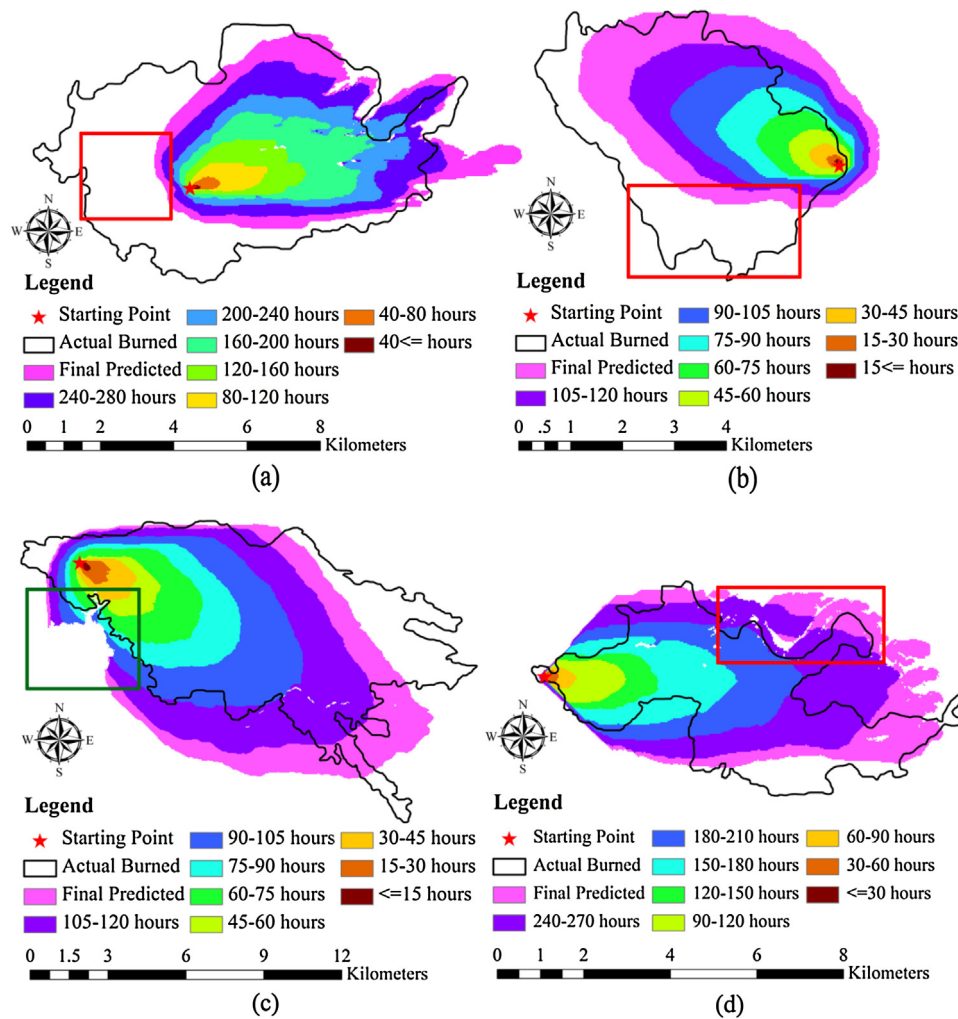 N
W E
S
Legend
Starting Point
Actual Burned
Final Predicted
240-280 hours
200-240 hours
160-200 hours
120-160 hours
80-120 hours
40-80 hours
40<= hours
0 2 4 6 8
Kilometers
(a)
N
W E
S
Legend
Starting Point
Actual Burned
Final Predicted
105-120 hours
90-105 hours
75-90 hours
60-75 hours
45-60 hours
30-45 hours
15-30 hours
15<= hours
0 .5 1 2 3 4
Kilometers
(b)
N
W E
S
Legend
Starting Point
Actual Burned
Final Predicted
105-120 hours
90-105 hours
75-90 hours
60-75 hours
45-60 hours
30-45 hours
15-30 hours
<=15 hours
0 1.5 3 6 9 12
Kilometers
(c)
N
W E
S
Legend
Starting Point
Actual Burned
Final Predicted
240-270 hours
180-210 hours
150-180 hours
120-150 hours
90-120 hours
60-90 hours
30-60 hours
<=30 hours
0 1 2 4 6 8
Kilometers
(d)